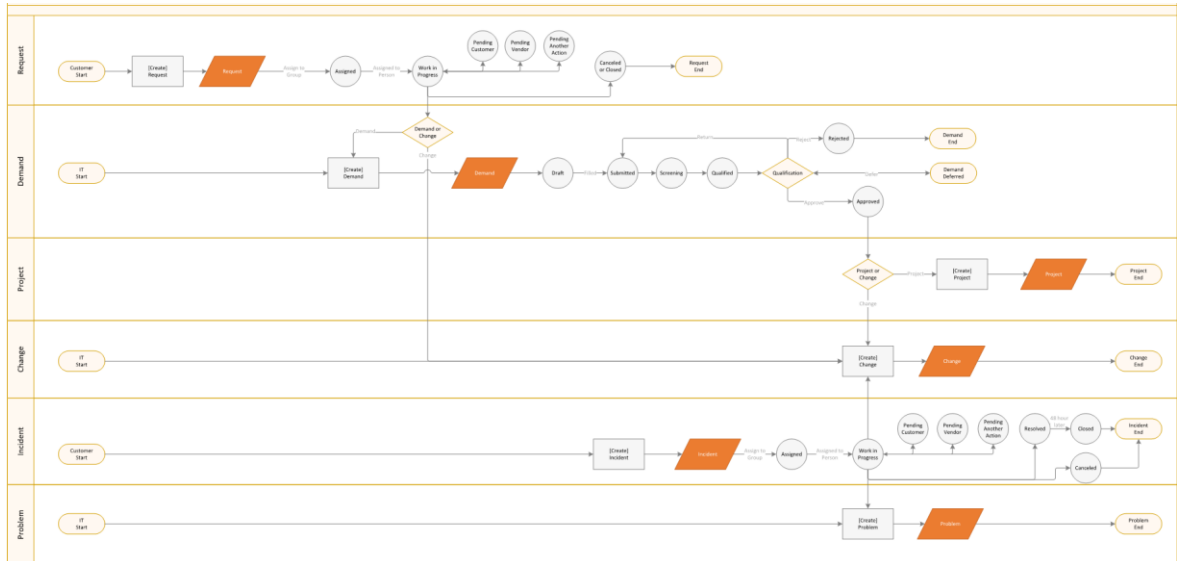 Request
Customer
Start
[Create]
Request
Request
Assign to
Group
Assigned
Assigned to
Person
Work in
Progress
Pending
Customer
Pending
Vendor
Pending
Another
Action
Canceled
or Closed
Request
End
Demand
IT
Start
Demand
Demand or
Change
Change
[Create]
Demand
Demand
Draft
Submitted
Screening
Qualified
Qualification
Return
Reject
Rejected
Demand
End
Defer
Demand
Deferred
Approve
Approved
Project
Project or
Change
Project
[Create]
Project
Project
Project
End
Change
Change
IT
Start
[Create]
Change
Change
Change
End
Incident
Customer
Start
[Create]
Incident
Incident
Assign to
Group
Assigned
Assigned to
Person
Work in
Progress
Pending
Customer
Pending
Vendor
Pending
Another
Action
Resolved
48 hour
later
Closed
Canceled
Incident
End
Problem
IT
Start
[Create]
Problem
Problem
Problem
End